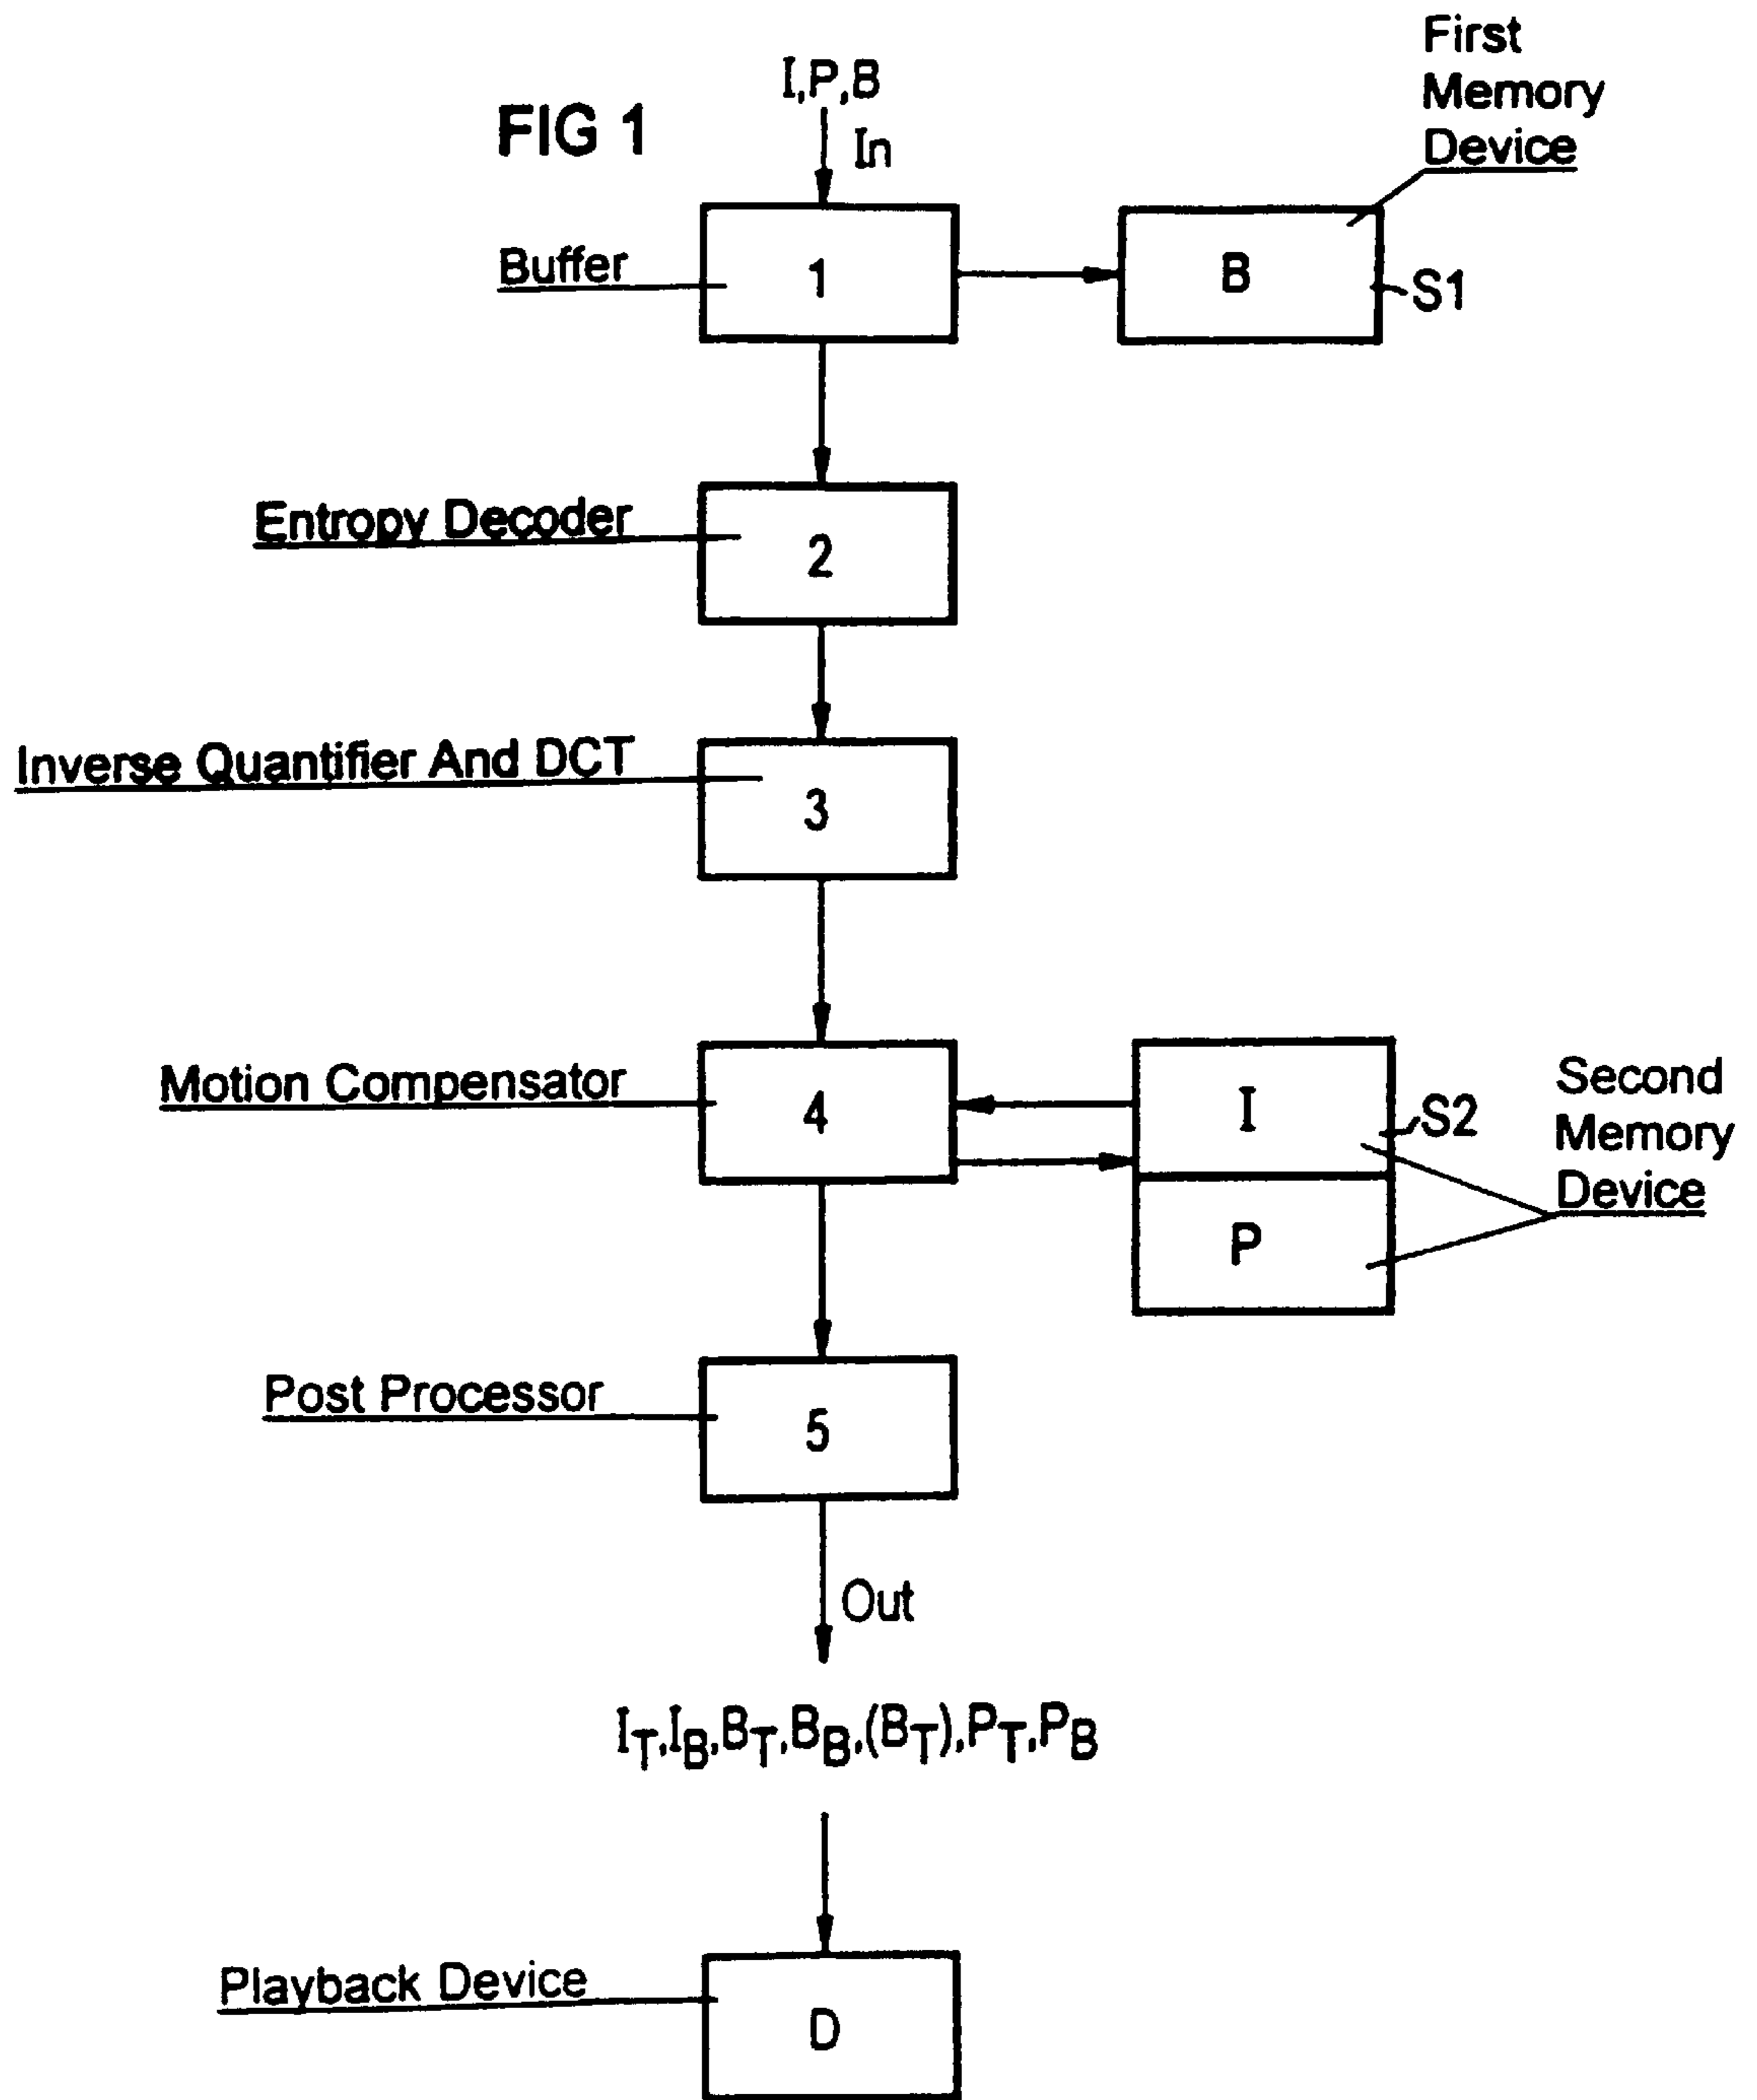 FIG 1
I,P,B
In
First
Memory
Device
Buffer
1
B
S1
Entropy Decoder
2
Inverse Quantifier And DCT
3
Motion Compensator
4
I
S2
P
Second
Memory
Device
Post Processor
5
Out
I_T,I_B,B_T,B_B,(B_T),P_T,P_B
Playback Device
D